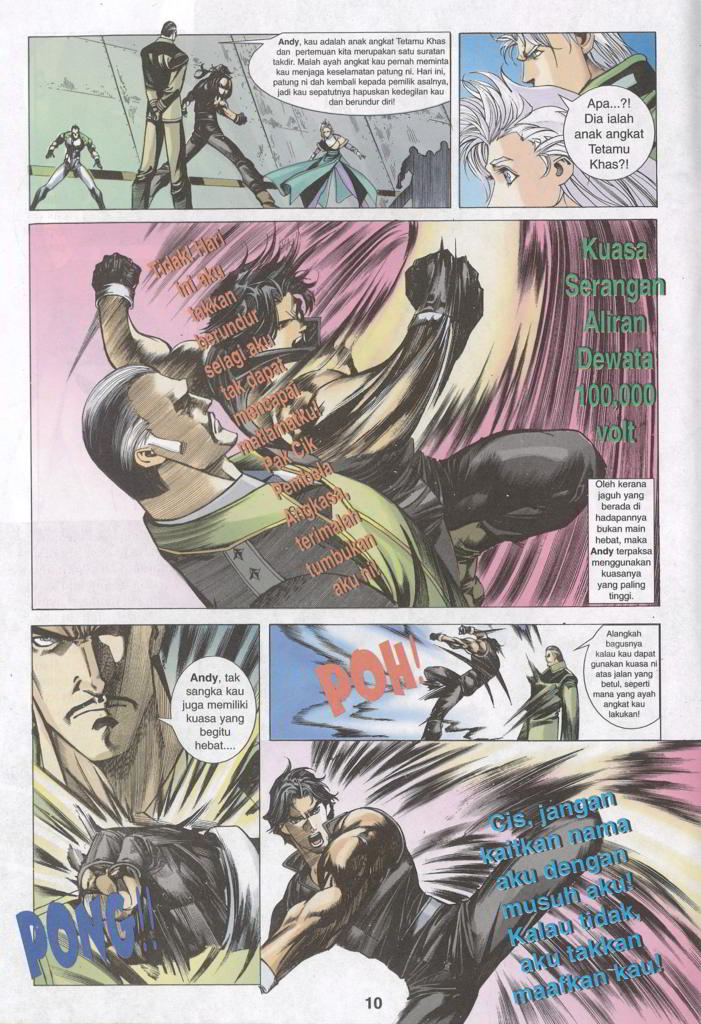 Andy, kau adalah anak angkat Tetamu Khas
dan pertemuan kita merupakan satu suratan
takdir. Malah ayah angkat kau pernah meminta
kau menjaga keselamatan patung ni. Hari ini,
patung ni dah kembali kepada pemilik asalnya,
jadi kau sepatutnya hapuskan kedegilan kau
dan berundur diri!
Apa...?!
Dia ialah
anak angkat
Tetamu
Khas?!
Tidak! Hari
ini aku
takkan
berundur
selagi aku
tak dapat
mencapai
matlamatku!
Pak Cik
Pembela
Angkasa,
terimalah
tumbukan
aku ni!
Kuasa
Serangan
Aliran
Dewata
100.000
volt
Oleh kerana
jaguh yang
berada di
hadapannya
bukan main
hebat, maka
Andy terpaksa
menggunakan
kuasanya
yang paling
tinggi.
Andy, tak
sangka kau
juga memiliki
kuasa yang
begitu
hebat....
PONG!!
POH!
Alangkah
bagusnya
kalau kau dapat
gunakan kuasa ni
atas jalan yang
betul, seperti
mana yang ayah
angkat kau
lakukan!
Cis, jangan
kaitkan nama
aku dengan
musuh aku!
Kalau tidak,
aku takkan
maafkan kau!
10